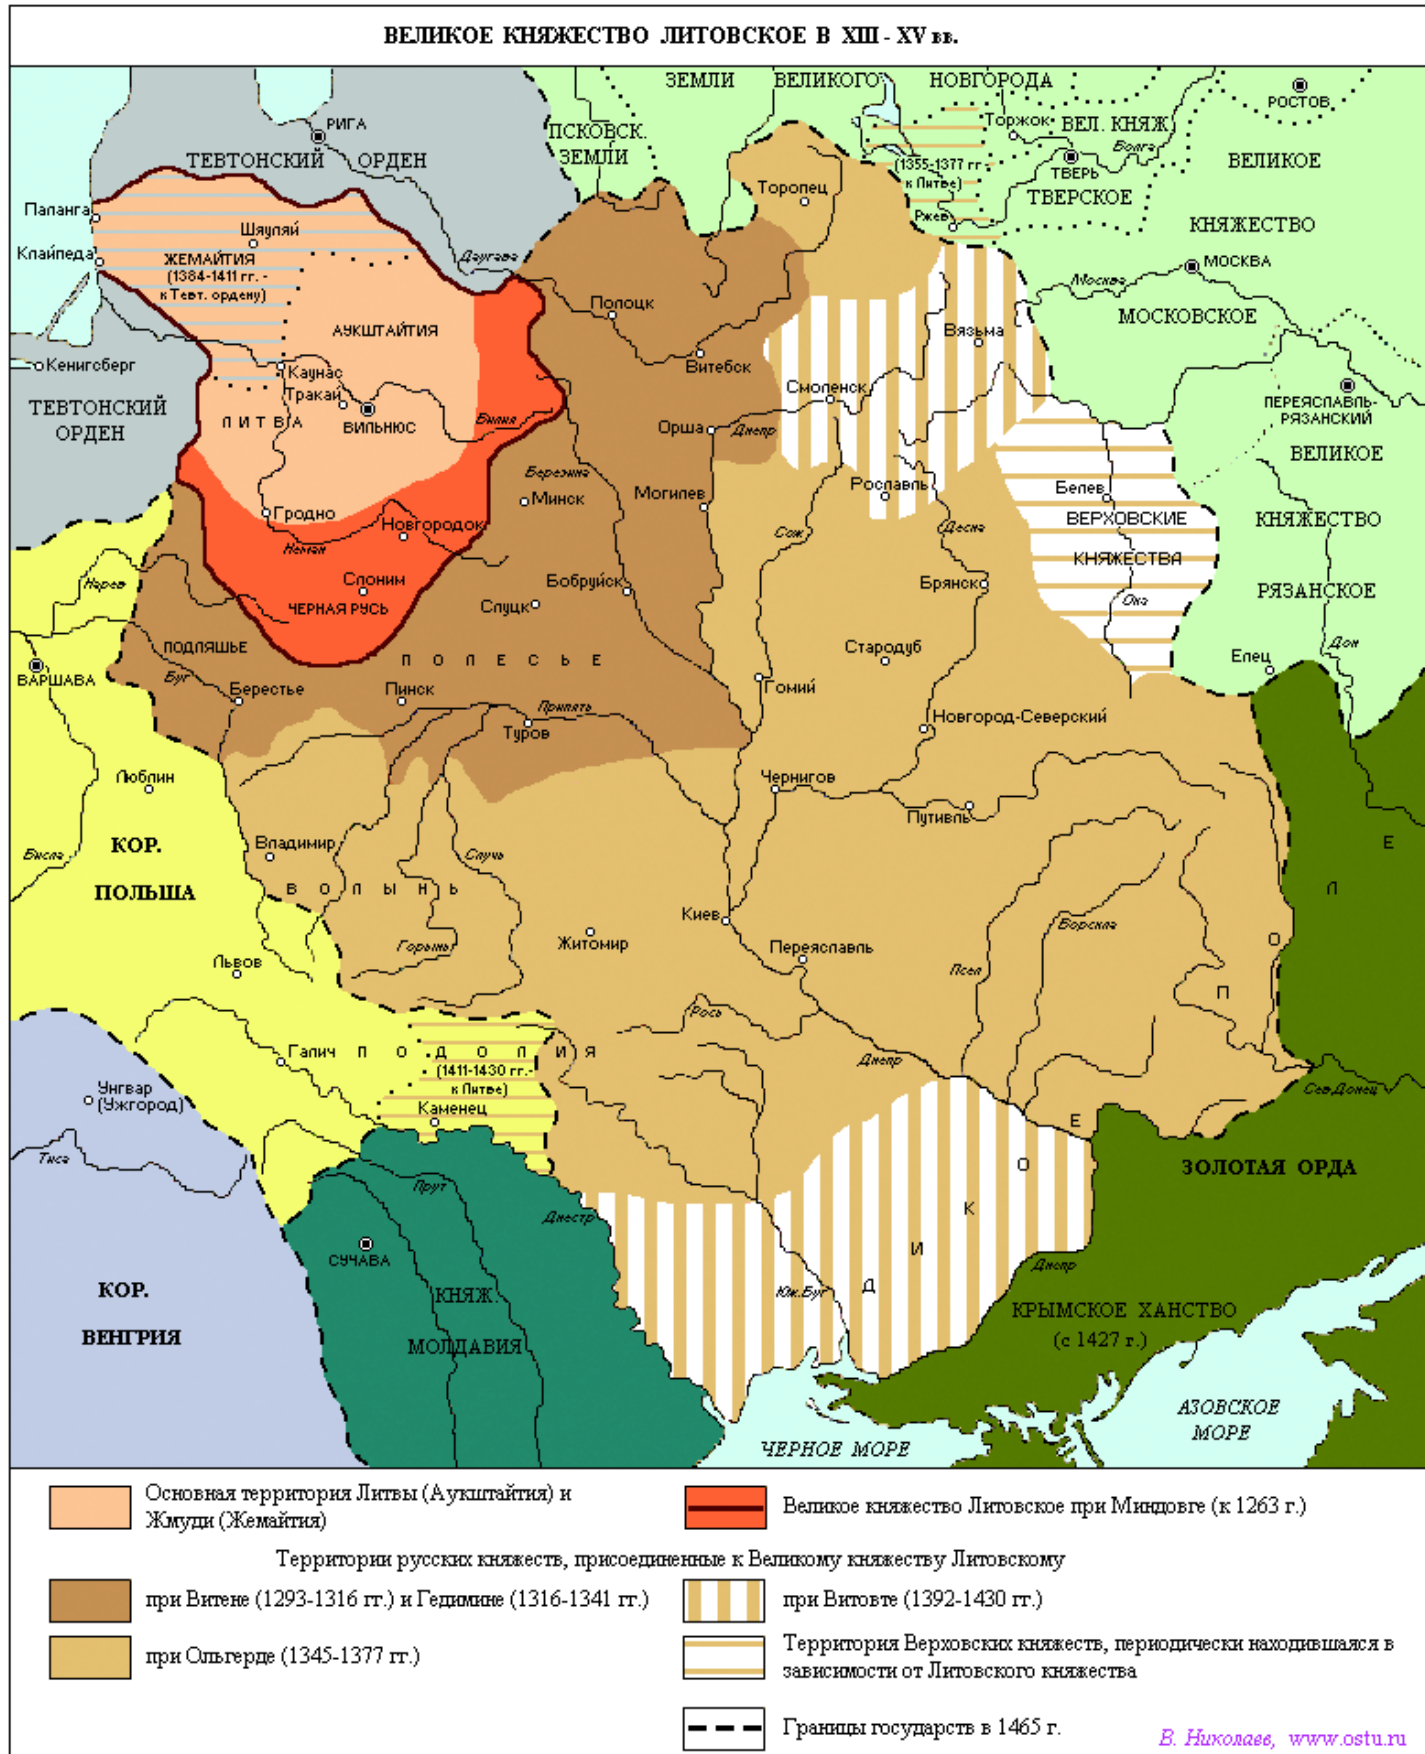 ВЕЛИКОЕ КНЯЖЕСТВО ЛИТОВСКОЕ В XIII - XV вв.
ЗЕМЛИ ВЕЛИКОГО НОВГОРОДА
РОСТОВ
РИГА
ПСКОВСК.
ЗЕМЛИ
Торжок
ВЕЛ. КНЯЖ.
Волга
ТЕВТОНСКИЙ ОРДЕН
(1355-1377 гг.
к Литве)
ТВЕРЬ
ВЕЛИКОЕ
Торопец
ТВЕРСКОЕ
Паланга
Ржев
КНЯЖЕСТВО
Шяуляй
Клайпеда
ЖЕМАЙТИЯ
(1384-1411 гг. -
к Тевт. ордену)
Даугава
МОСКВА
Москва
Полоцк
МОСКОВСКОЕ
АУКШТАЙТИЯ
Вязьма
Кенигсберг
Каунас
Витебск
Тракай
Смоленск
ПЕРЕЯСЛАВЛЬ-
РЯЗАНСКИЙ
ТЕВТОНСКИЙ
ОРДЕН
ЛИТВА
ВИЛЬНЮС
Вилия
Орша
Днепр
ВЕЛИКОЕ
Березина
Рославль
Белев
Минск
Могилев
Гродно
Новгородок
ВЕРХОВСКИЕ
КНЯЖЕСТВО
Неман
Сож
Десна
КНЯЖЕСТВА
Нарев
Слоним
Бобруйск
Брянск
РЯЗАНСКОЕ
ЧЕРНАЯ РУСЬ
Слуцк
Ока
ПОДЛЯШЬЕ
Стародуб
Дон
ВАРШАВА
Буг
ПОЛЕСЬЕ
Елец
Берестье
Пинск
Гомий
Припять
Туров
Новгород-Северский
Люблин
Чернигов
Путивль
КОР.
ПОЛЬША
Висла
Владимир
Случь
ВОЛЫНЬ
Киев
Ворскла
Горынь
Житомир
Переяславль
Львов
Псел
Рось
Галич
ПОДОЛИЯ
Днепр
(1411-1430 гг.-
к Литве)
Унгвар
(Ужгород)
Каменец
Сев.Донец
Тиса
ДИКОЕ ПОЛЕ
ЗОЛОТАЯ ОРДА
Прут
Днестр
СУЧАВА
Днепр
КОР.
ВЕНГРИЯ
КНЯЖ.
МОЛДАВИЯ
Юж.Буг
КРЫМСКОЕ ХАНСТВО
(с 1427 г.)
АЗОВСКОЕ
МОРЕ
ЧЕРНОЕ МОРЕ
Основная территория Литвы (Аукштайтия) и
Жмуди (Жемайтия)
Великое княжество Литовское при Миндовге (к 1263 г.)
Территории русских княжеств, присоединенные к Великому княжеству Литовскому
при Витене (1293-1316 гг.) и Гедимине (1316-1341 гг.)
при Витовте (1392-1430 гг.)
при Ольгерде (1345-1377 гг.)
Территория Верховских княжеств, периодически находившаяся в
зависимости от Литовского княжества
Границы государств в 1465 г.
В. Николаев, www.ostu.ru